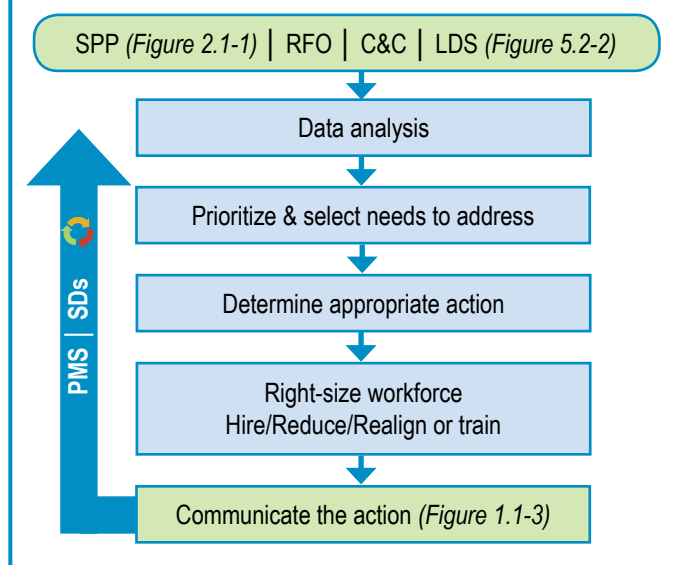 SPP (Figure 2.1-1) | RFO | C&C | LDS (Figure 5.2-2)
Data analysis
Prioritize & select needs to address
Determine appropriate action
Right-size workforce
Hire/Reduce/Realign or train
Communicate the action (Figure 1.1-3)
PMS | SDs